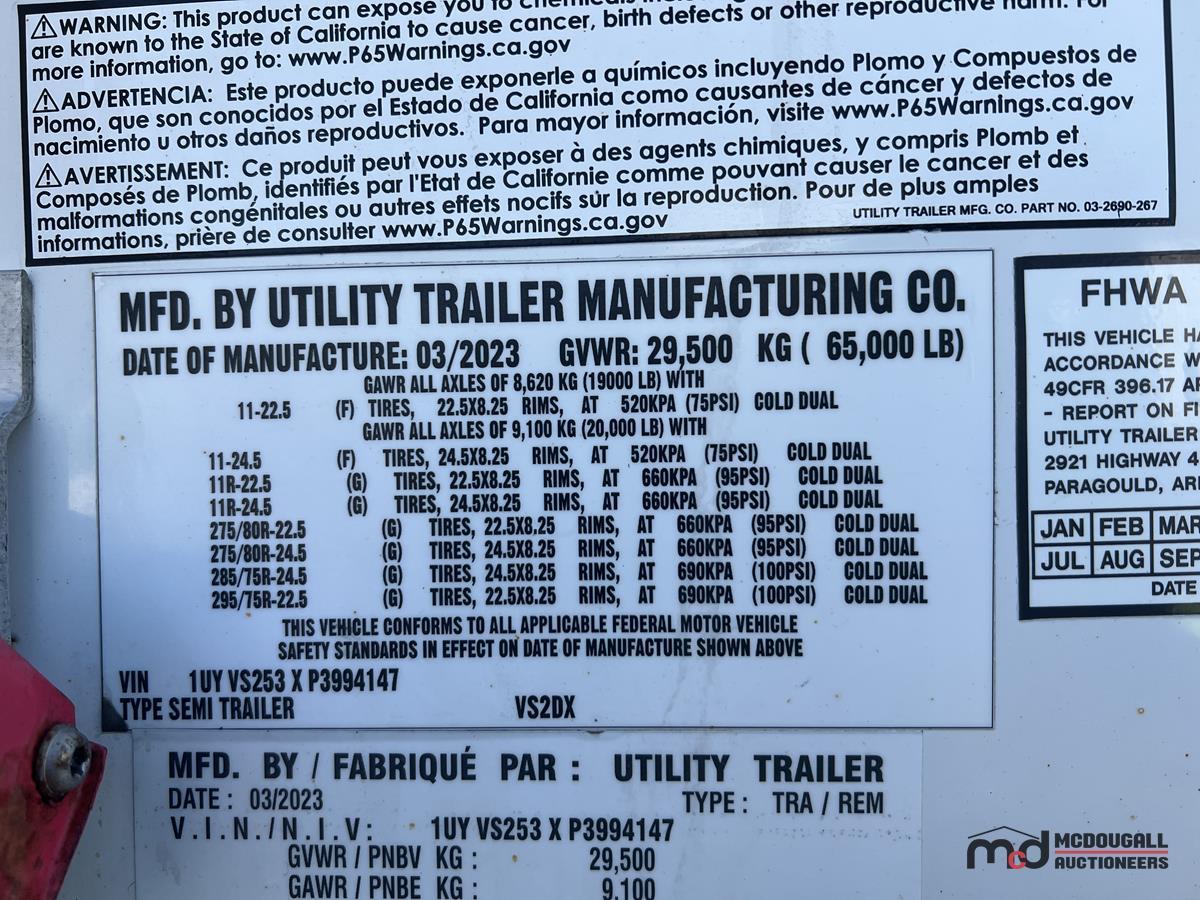 ⚠WARNING: This product can expose you to
are known to the State of California to cause cancer, birth defects or other reproductive harm. For
more information, go to: www.P65Warnings.ca.gov
⚠ADVERTENCIA: Este producto puede exponerle a químicos incluyendo Plomo y Compuestos de
Plomo, que son conocidos por el Estado de California como causantes de cáncer y defectos de
nacimiento u otros daños reproductivos. Para mayor información, visite www.P65Warnings.ca.gov
⚠AVERTISSEMENT: Ce produit peut vous exposer à des agents chimiques, y compris Plomb et
Composés de Plomb, identifiés par l'Etat de Californie comme pouvant causer le cancer et des
malformations congénitales ou autres effets nocifs sur la reproduction. Pour de plus amples
informations, prière de consulter www.P65Warnings.ca.gov
UTILITY TRAILER MFG. CO. PART NO. 03-2690-267
MFD. BY UTILITY TRAILER MANUFACTURING CO.
DATE OF MANUFACTURE: 03/2023 GVWR: 29,500 KG ( 65,000 LB)
GAWR ALL AXLES OF 8,620 KG (19000 LB) WITH
11-22.5 (F) TIRES, 22.5X8.25 RIMS, AT 520KPA (75PSI) COLD DUAL
GAWR ALL AXLES OF 9,100 KG (20,000 LB) WITH
11-24.5 (F) TIRES, 24.5X8.25 RIMS, AT 520KPA (75PSI) COLD DUAL
11R-22.5 (G) TIRES, 22.5X8.25 RIMS, AT 660KPA (95PSI) COLD DUAL
11R-24.5 (G) TIRES, 24.5X8.25 RIMS, AT 660KPA (95PSI) COLD DUAL
275/80R-22.5 (G) TIRES, 22.5X8.25 RIMS, AT 660KPA (95PSI) COLD DUAL
275/80R-24.5 (G) TIRES, 24.5X8.25 RIMS, AT 660KPA (95PSI) COLD DUAL
285/75R-24.5 (G) TIRES, 24.5X8.25 RIMS, AT 690KPA (100PSI) COLD DUAL
295/75R-22.5 (G) TIRES, 22.5X8.25 RIMS, AT 690KPA (100PSI) COLD DUAL
THIS VEHICLE CONFORMS TO ALL APPLICABLE FEDERAL MOTOR VEHICLE
SAFETY STANDARDS IN EFFECT ON DATE OF MANUFACTURE SHOWN ABOVE
VIN 1UY VS253 X P3994147
TYPE SEMI TRAILER VS2DX
FHWA
THIS VEHICLE
ACCORDANCE
49CFR 396.17
- REPORT ON
UTILITY TRAILER
2921 HIGHWAY
PARAGOULD,
JAN FEB MAR
JUL AUG SEP
DATE
MFD. BY / FABRIQUÉ PAR : UTILITY TRAILER
DATE : 03/2023 TYPE : TRA / REM
V.I.N./N.I.V: 1UY VS253 X P3994147
GVWR / PNBV KG : 29,500
GAWR / PNBE KG : 9,100
mcd MCDOUGALL
AUCTIONEERS